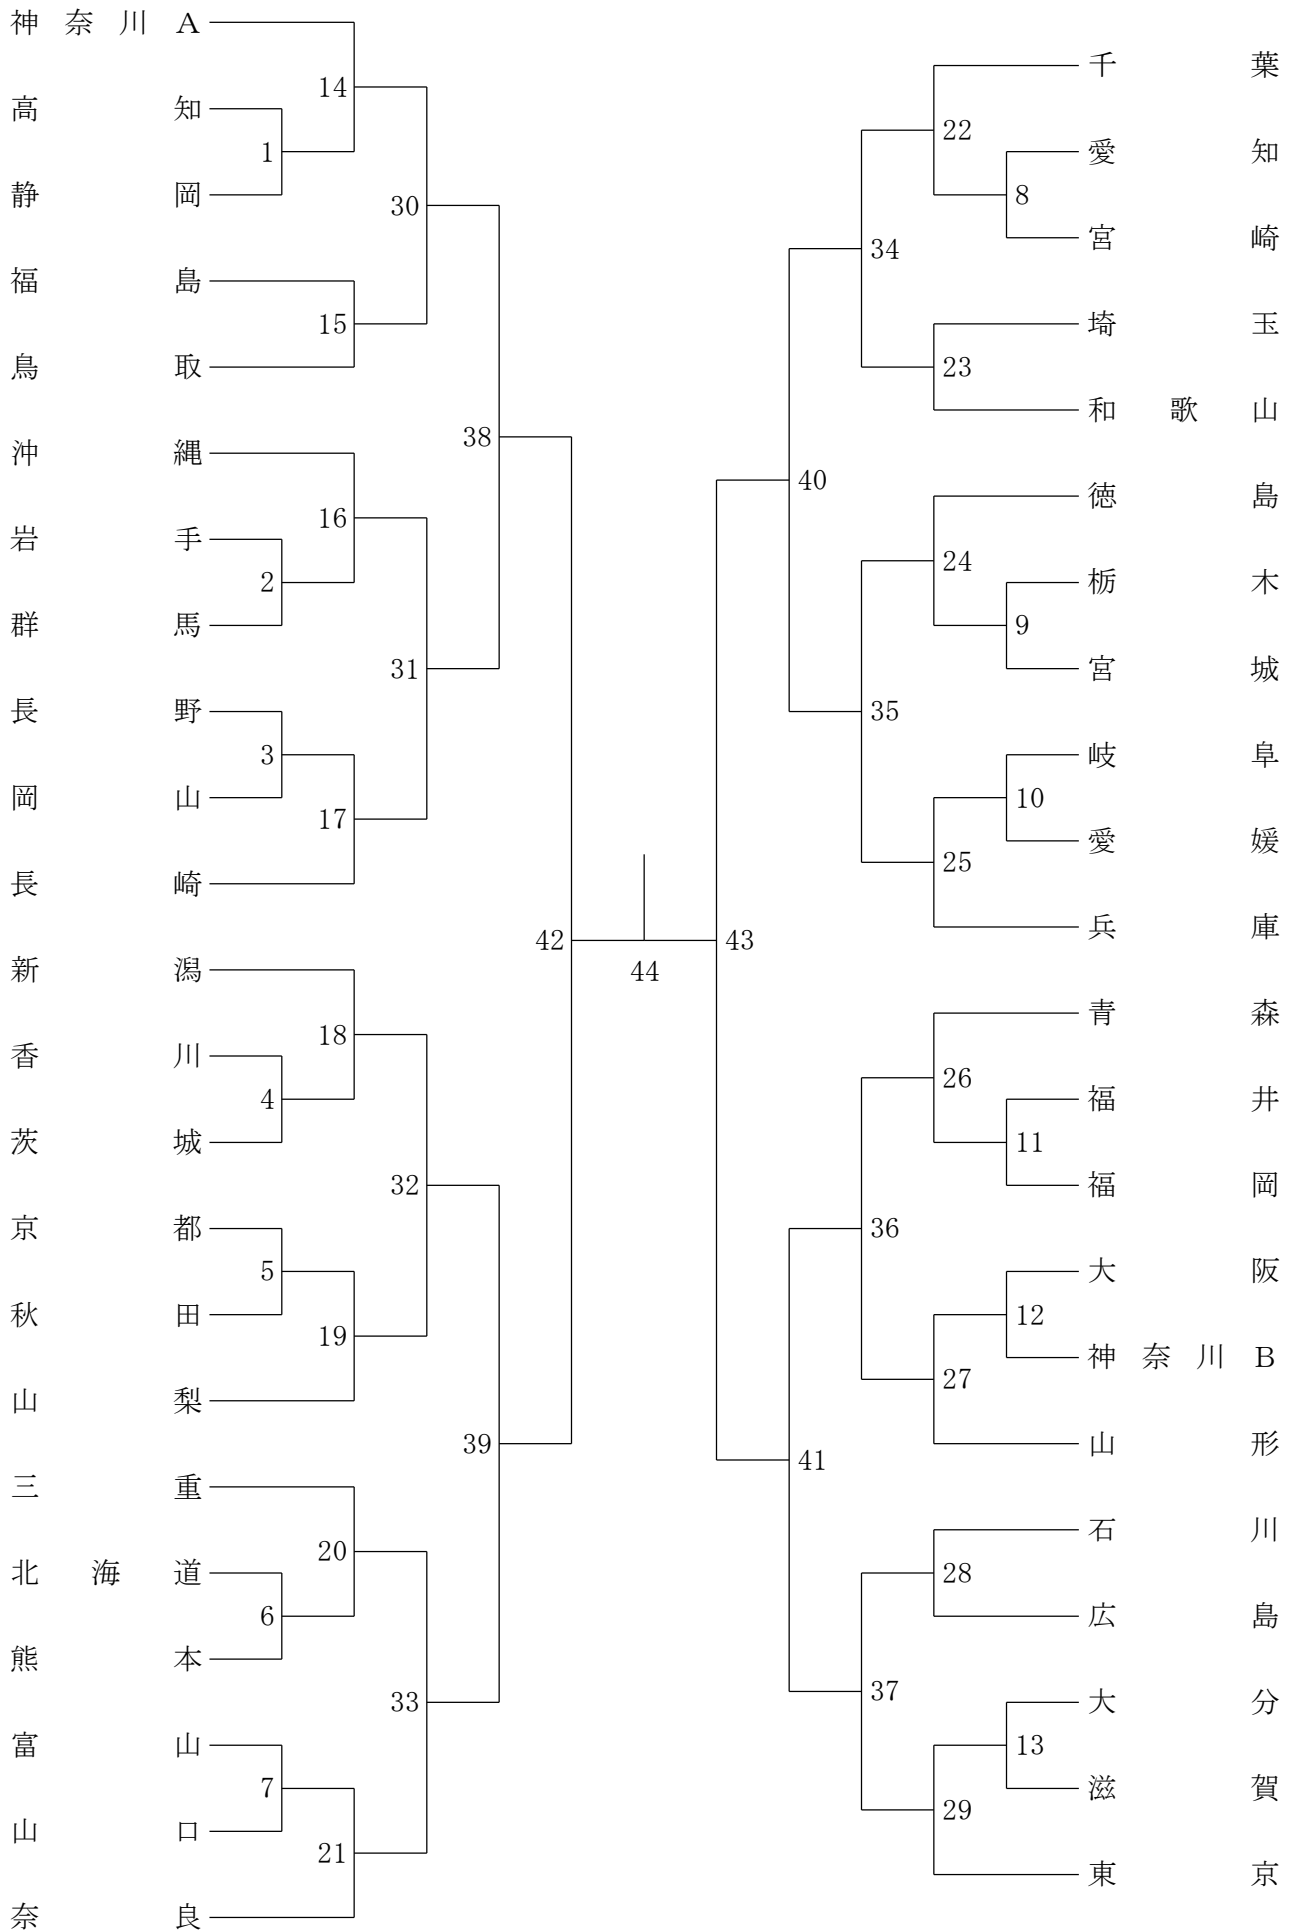 神奈川A
14
高知
1
静岡
30
福島
15
鳥取
38
沖縄
16
岩手
2
群馬
31
長野
3
岡山
17
長崎
42
新潟
18
香川
4
茨城
32
京都
5
秋田
19
山梨
39
三重
20
北海道
6
熊本
33
富山
7
山口
21
奈良
44
千葉
22
愛知
8
宮崎
34
埼玉
23
和歌山
40
徳島
24
栃木
9
宮城
35
岐阜
10
愛媛
25
兵庫
43
青森
26
福井
11
福岡
36
大阪
12
神奈川B
27
山形
41
石川
28
広島
37
大分
13
滋賀
29
東京